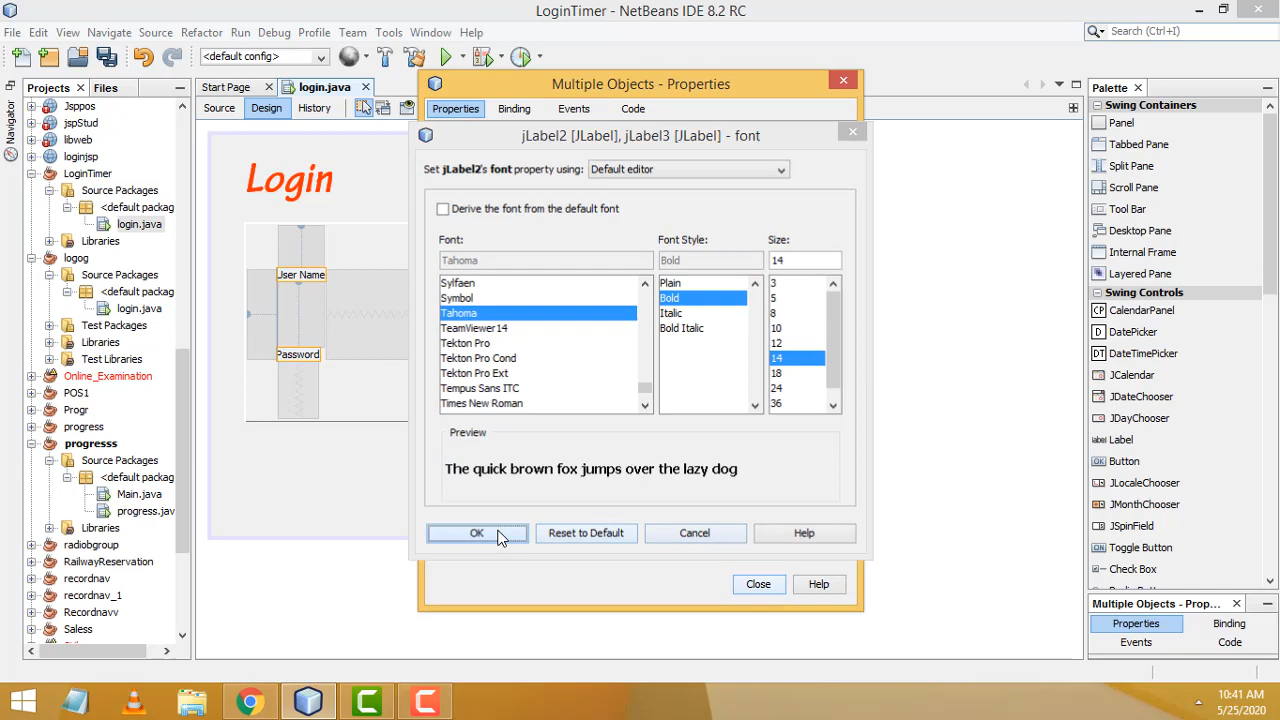 LoginTimer - NetBeans IDE 8.2 RC
File Edit View Navigate Source Refactor Run Debug Profile Team Tools Window Help
Search (Ctrl+I)
<default config>
Projects Files
Start Page login.java
Source Design History
Navigator
Jsppos
jspStud
libweb
loginjsp
LoginTimer
Source Packages
<default packag
login.java
Libraries
logog
Source Packages
<default packag
login.java
Test Packages
Libraries
Test Libraries
Online_Examination
POS1
Progr
progress
progresss
Source Packages
<default packag
Main.java
progress.jav
Libraries
radiobgroup
RailwayReservation
recordnav
recordnav_1
Recordnavv
Saless
Login
User Name
Password
Multiple Objects - Properties
Properties Binding Events Code
jLabel2 [JLabel], jLabel3 [JLabel] - font
Set jLabel2's font property using: Default editor
Derive the font from the default font
Font: Font Style: Size:
Tahoma Bold 14
Sylfaen Plain 3
Symbol Bold 5
Tahoma Italic 8
TeamViewer14 Bold Italic 10
Tekton Pro 12
Tekton Pro Cond 14
Tekton Pro Ext 18
Tempus Sans ITC 24
Times New Roman 36
Preview
The quick brown fox jumps over the lazy dog
OK Reset to Default Cancel Help
Close Help
Palette
Swing Containers
Panel
Tabbed Pane
Split Pane
Scroll Pane
Tool Bar
Desktop Pane
Internal Frame
Layered Pane
Swing Controls
CP CalendarPanel
D DatePicker
DT DateTimePicker
JCalendar
JDateChooser
JDayChooser
Label
Button
JLocaleChooser
JMonthChooser
JSpinField
Toggle Button
Check Box
Multiple Objects - Prop...
Properties Binding
Events Code
10:41 AM
5/25/2020